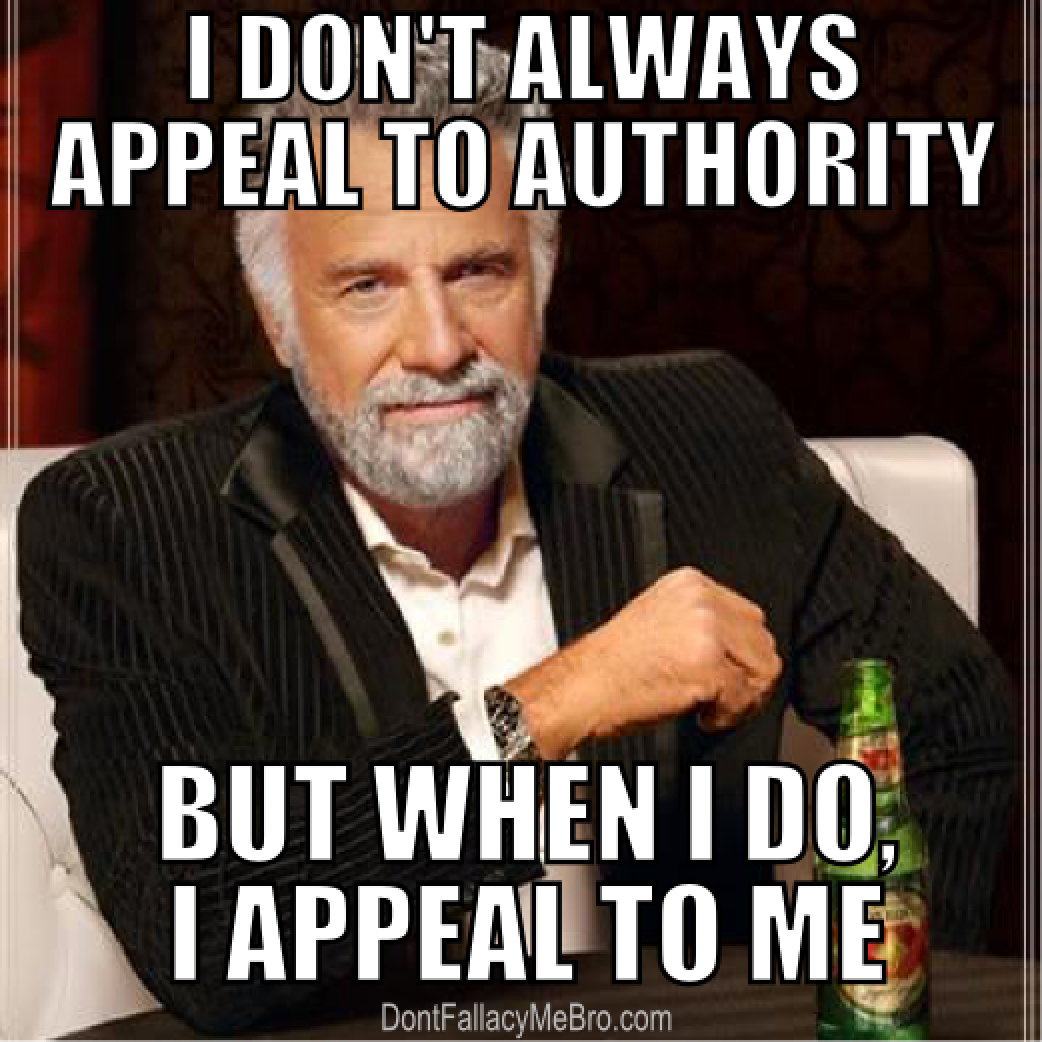 I DON'T ALWAYS
APPEAL TO AUTHORITY
BUT WHEN I DO,
I APPEAL TO ME
DontFallacyMeBro.com